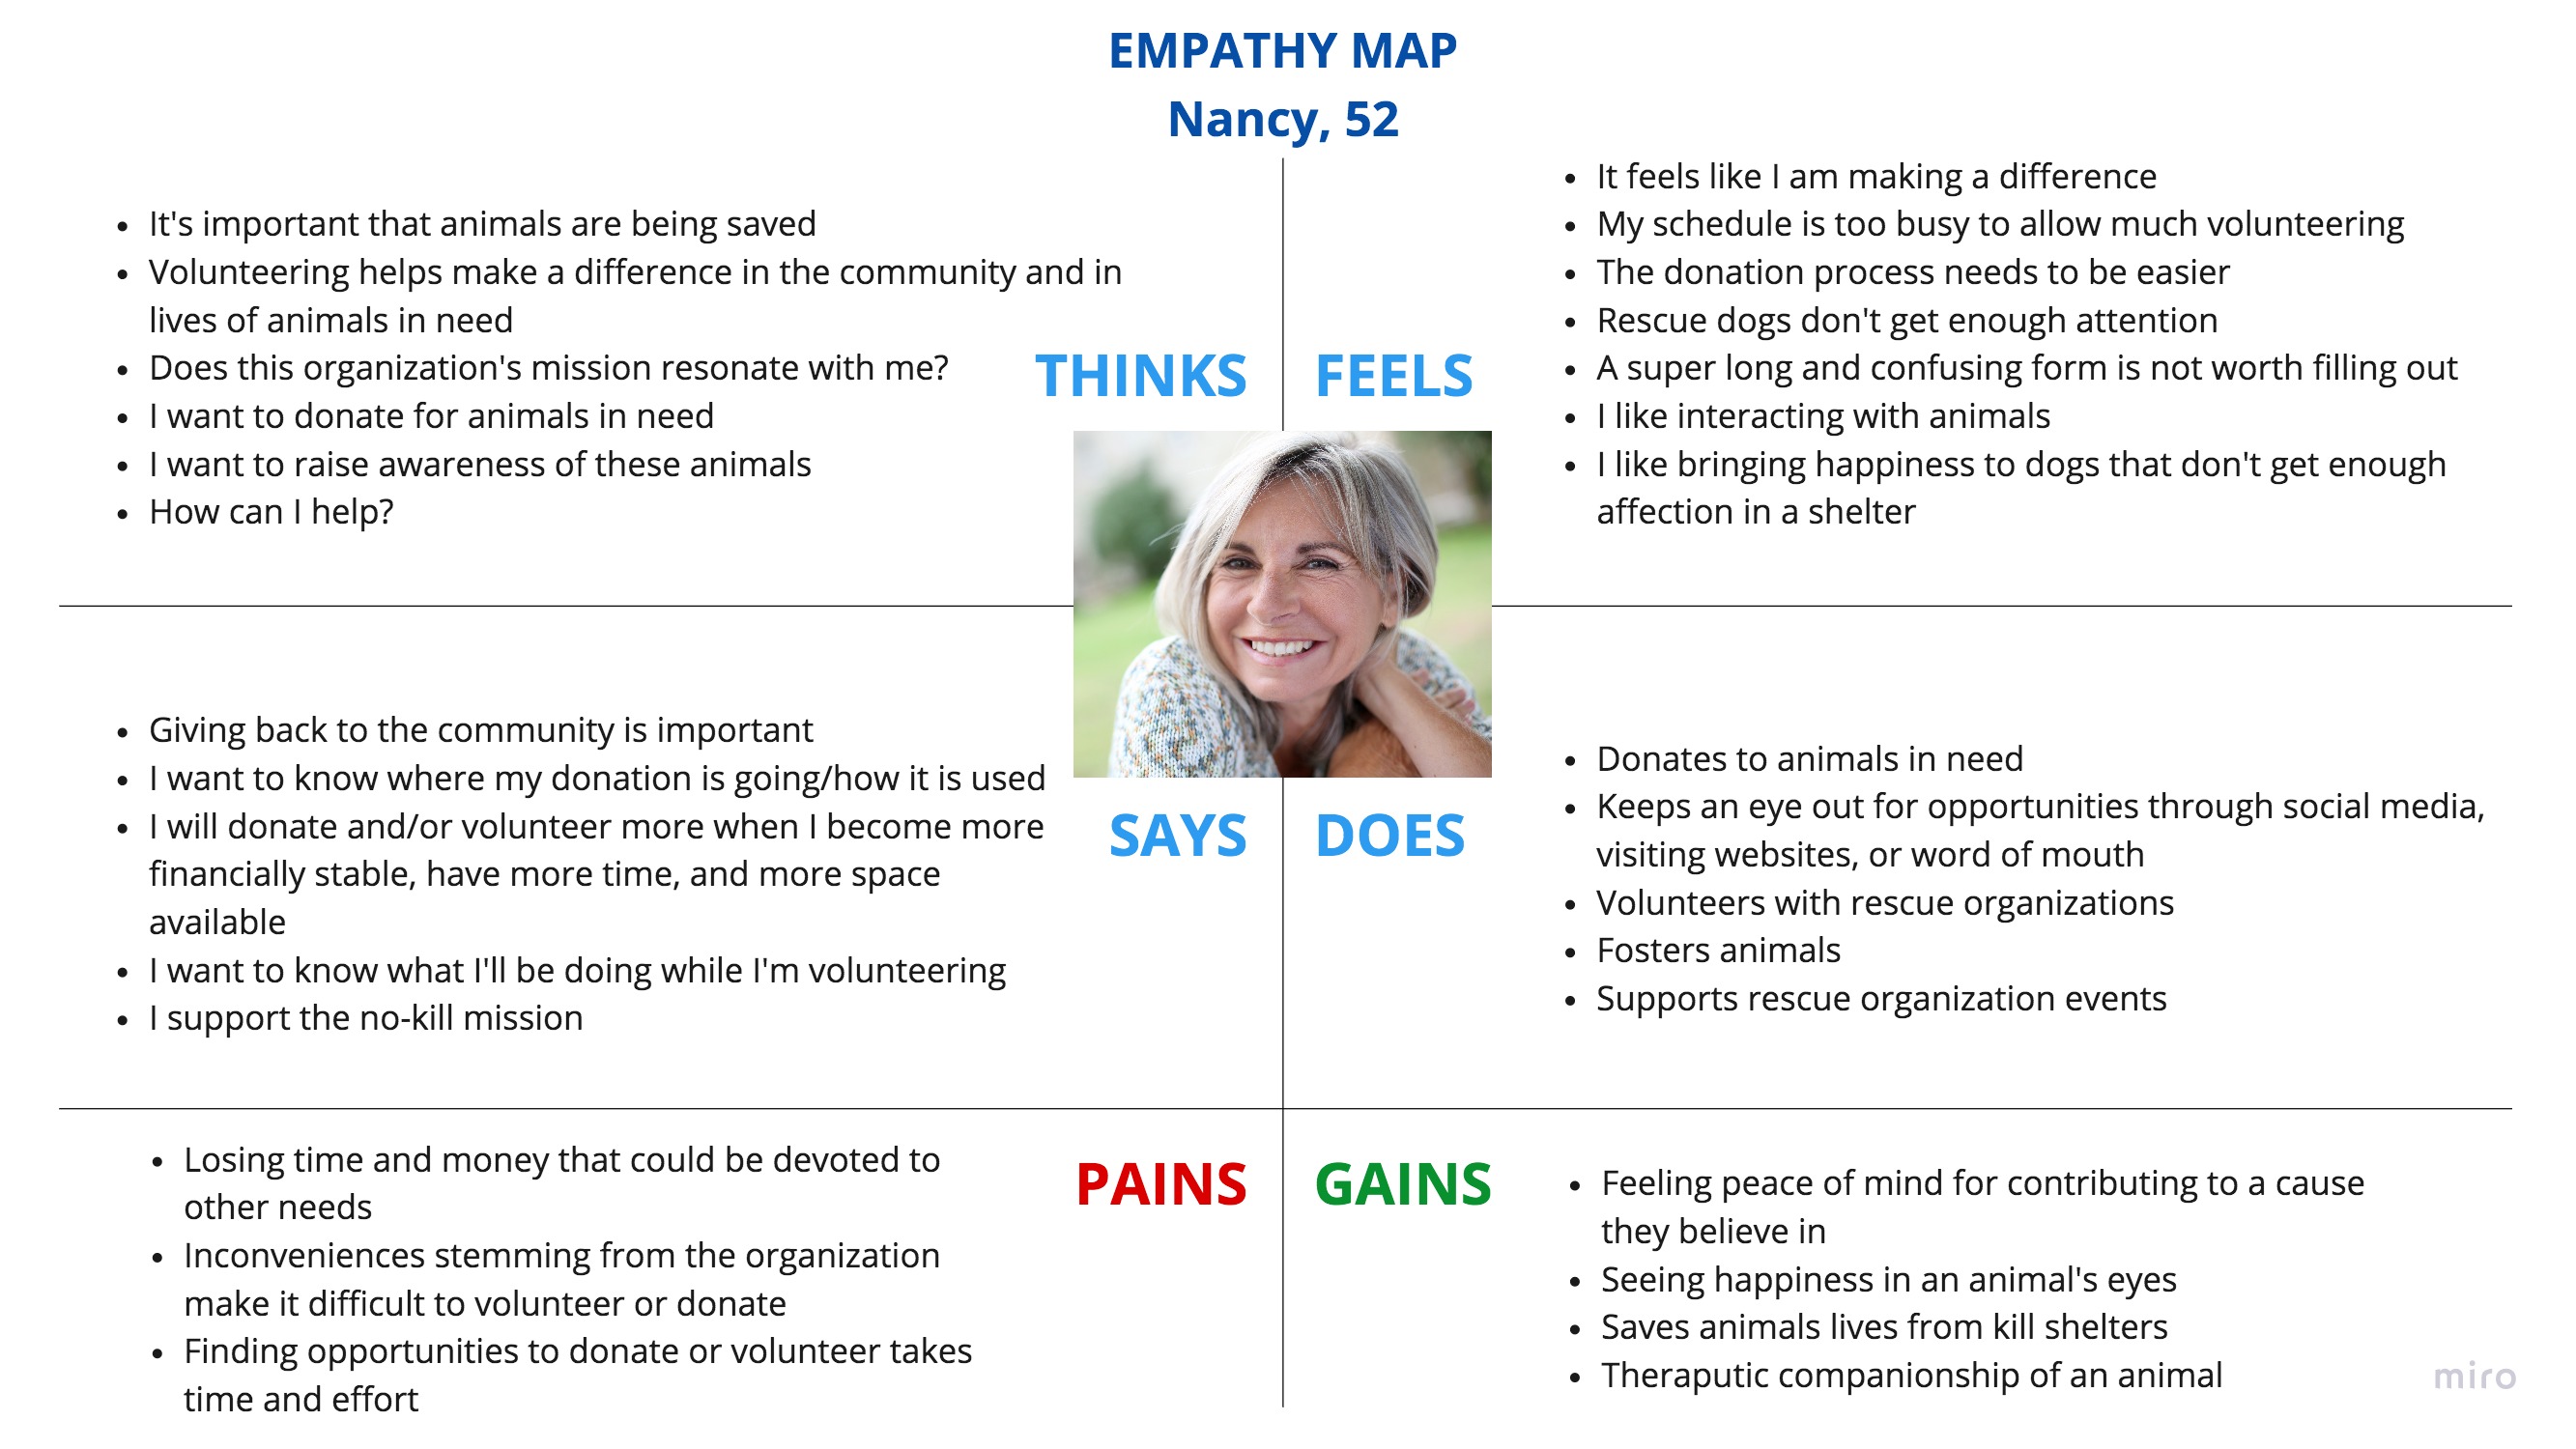 EMPATHY MAP
Nancy, 52
• It's important that animals are being saved
• Volunteering helps make a difference in the community and in
lives of animals in need
• Does this organization's mission resonate with me?
• I want to donate for animals in need
• I want to raise awareness of these animals
• How can I help?
THINKS
FEELS
• It feels like I am making a difference
• My schedule is too busy to allow much volunteering
• The donation process needs to be easier
• Rescue dogs don't get enough attention
• A super long and confusing form is not worth filling out
• I like interacting with animals
• I like bringing happiness to dogs that don't get enough
affection in a shelter
• Giving back to the community is important
• I want to know where my donation is going/how it is used
• I will donate and/or volunteer more when I become more
financially stable, have more time, and more space
available
• I want to know what I'll be doing while I'm volunteering
• I support the no-kill mission
SAYS
DOES
• Donates to animals in need
• Keeps an eye out for opportunities through social media,
visiting websites, or word of mouth
• Volunteers with rescue organizations
• Fosters animals
• Supports rescue organization events
• Losing time and money that could be devoted to
other needs
• Inconveniences stemming from the organization
make it difficult to volunteer or donate
• Finding opportunities to donate or volunteer takes
time and effort
PAINS
GAINS
• Feeling peace of mind for contributing to a cause
they believe in
• Seeing happiness in an animal's eyes
• Saves animals lives from kill shelters
• Theraputic companionship of an animal
miro